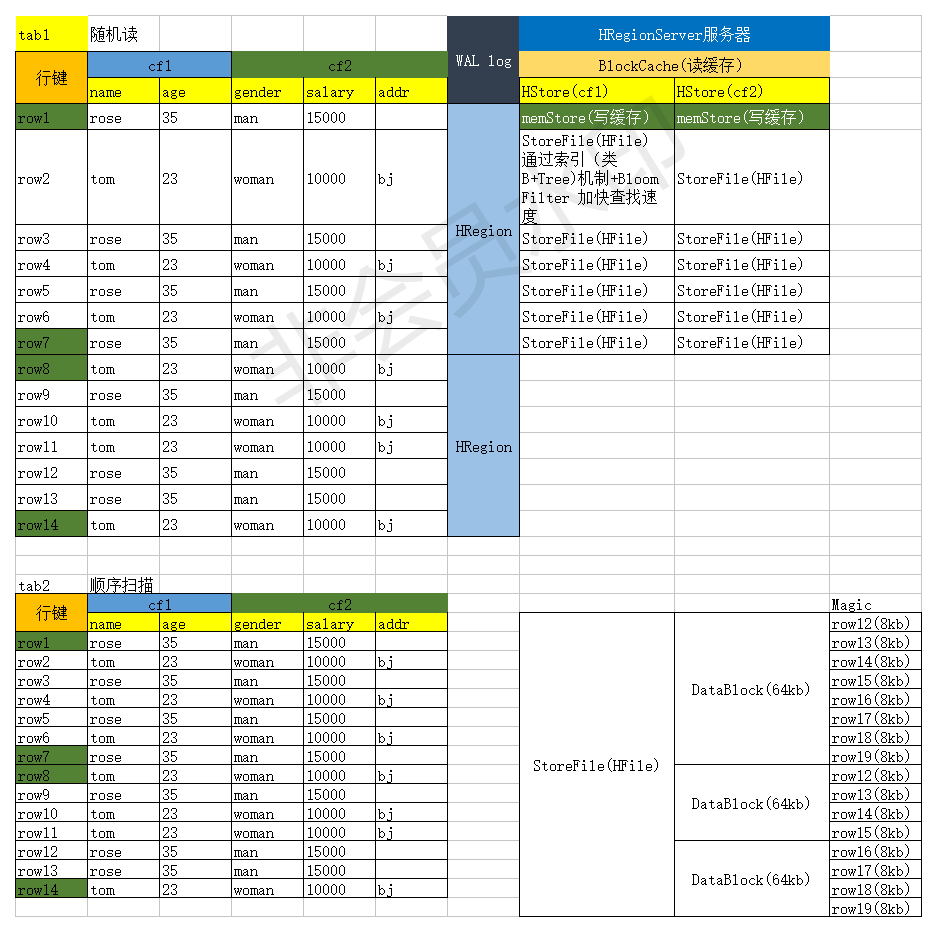 tab1 随机读 HRegionServer服务器
行键 cf1 cf2 WAL log BlockCache(读缓存)
name age gender salary addr HStore(cf1) HStore(cf2)
row1 rose 35 man 15000 memStore(写缓存) memStore(写缓存)
StoreFile(HFile)
通过索引（类
row2 tom 23 woman 10000 bj B+Tree)机制+Bloom StoreFile(HFile)
Filter 加快查找速
度
HRegion
row3 rose 35 man 15000 StoreFile(HFile) StoreFile(HFile)
row4 tom 23 woman 10000 bj StoreFile(HFile) StoreFile(HFile)
row5 rose 35 man 15000 StoreFile(HFile) StoreFile(HFile)
row6 tom 23 woman 10000 bj StoreFile(HFile) StoreFile(HFile)
row7 rose 35 man 15000 StoreFile(HFile) StoreFile(HFile)
row8 tom 23 woman 10000 bj
row9 rose 35 man 15000
row10 tom 23 woman 10000 bj
row11 tom 23 woman 10000 bj HRegion
row12 rose 35 man 15000
row13 rose 35 man 15000
row14 tom 23 woman 10000 bj
非会员水印
tab2 顺序扫描
行键 cf1 cf2 Magic
name age gender salary addr row12(8kb)
row1 rose 35 man 15000 row13(8kb)
row2 tom 23 woman 10000 bj row14(8kb)
row3 rose 35 man 15000 row15(8kb)
DataBlock(64kb)
row4 tom 23 woman 10000 bj row16(8kb)
row5 rose 35 man 15000 row17(8kb)
row6 tom 23 woman 10000 bj row18(8kb)
row7 rose 35 man 15000 row19(8kb)
StoreFile(HFile)
row8 tom 23 woman 10000 bj row12(8kb)
row9 rose 35 man 15000 row13(8kb)
DataBlock(64kb)
row10 tom 23 woman 10000 bj row14(8kb)
row11 tom 23 woman 10000 bj row15(8kb)
row12 rose 35 man 15000 row16(8kb)
row13 rose 35 man 15000 row17(8kb)
DataBlock(64kb)
row14 tom 23 woman 10000 bj row18(8kb)
row19(8kb)